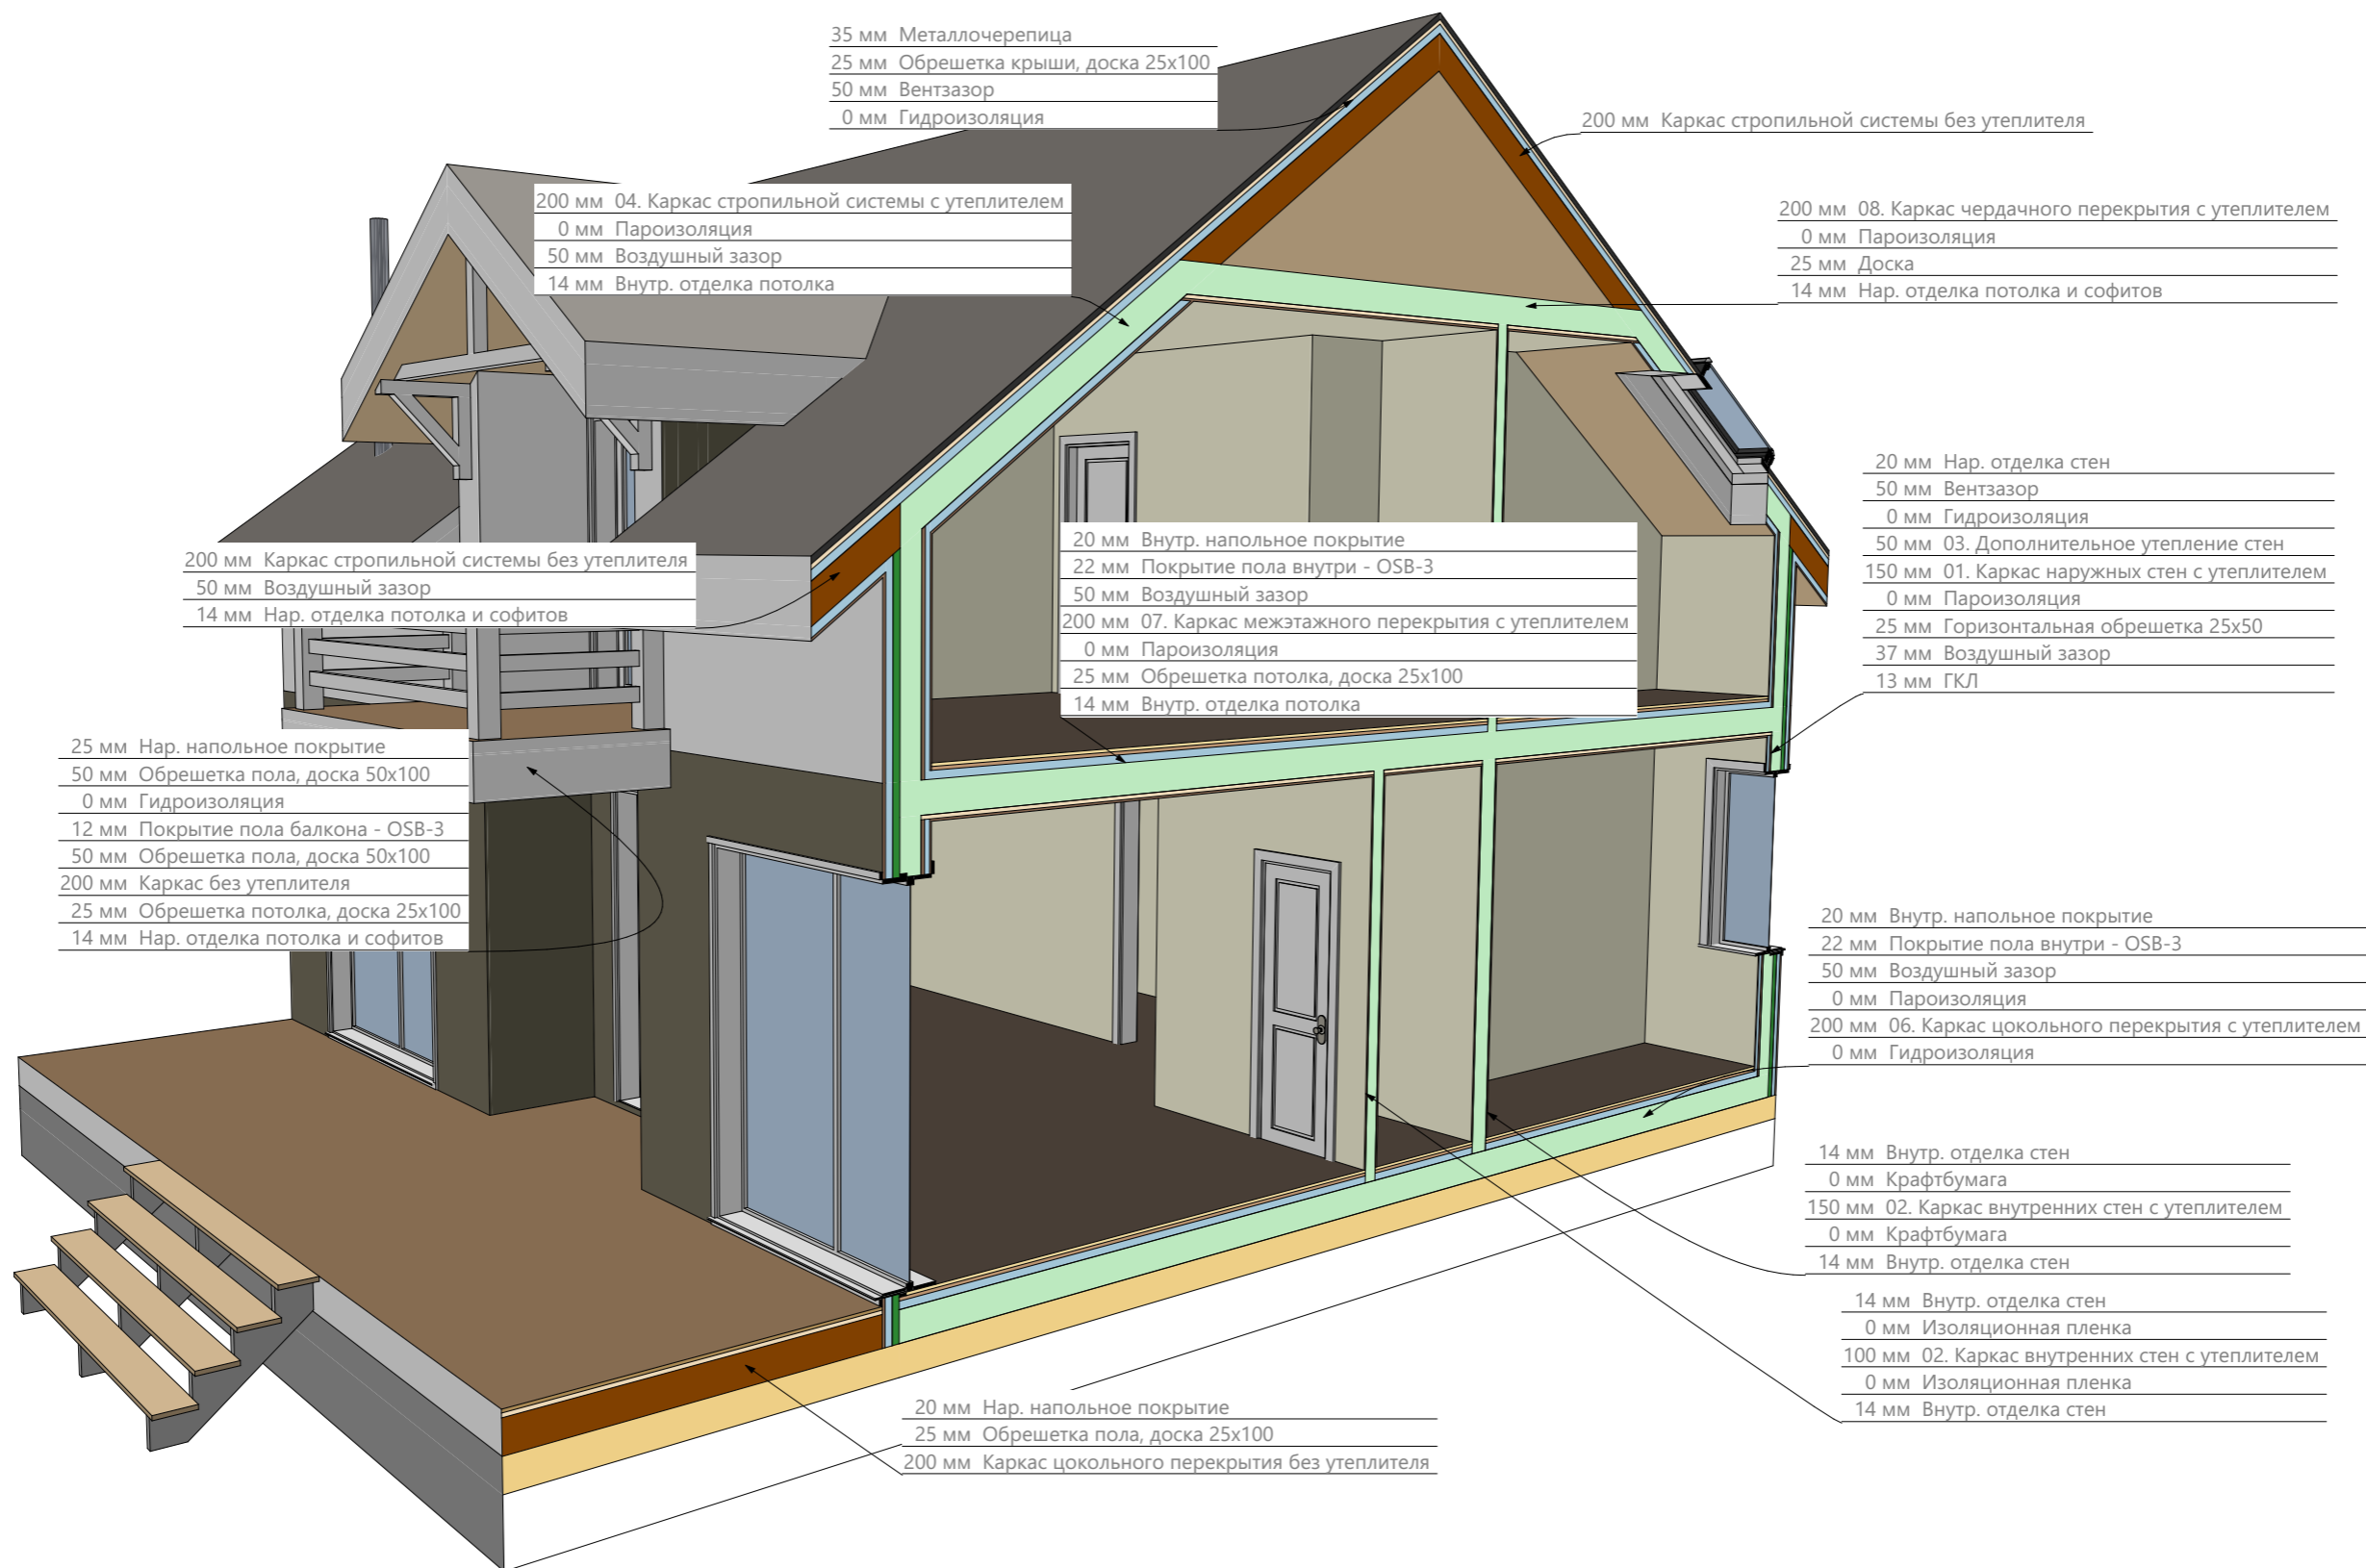 35 мм Металлочерепица
25 мм Обрешетка крыши, доска 25х100
50 мм Вентзазор
0 мм Гидроизоляция
200 мм Каркас стропильной системы без утеплителя
200 мм 04. Каркас стропильной системы с утеплителем
0 мм Пароизоляция
50 мм Воздушный зазор
14 мм Внутр. отделка потолка
200 мм 08. Каркас чердачного перекрытия с утеплителем
0 мм Пароизоляция
25 мм Доска
14 мм Нар. отделка потолка и софитов
20 мм Нар. отделка стен
50 мм Вентзазор
0 мм Гидроизоляция
50 мм 03. Дополнительное утепление стен
150 мм 01. Каркас наружных стен с утеплителем
0 мм Пароизоляция
25 мм Горизонтальная обрешетка 25х50
37 мм Воздушный зазор
13 мм ГКЛ
200 мм Каркас стропильной системы без утеплителя
50 мм Воздушный зазор
14 мм Нар. отделка потолка и софитов
20 мм Внутр. напольное покрытие
22 мм Покрытие пола внутри - OSB-3
50 мм Воздушный зазор
200 мм 07. Каркас межэтажного перекрытия с утеплителем
0 мм Пароизоляция
25 мм Обрешетка потолка, доска 25х100
14 мм Внутр. отделка потолка
25 мм Нар. напольное покрытие
50 мм Обрешетка пола, доска 50х100
0 мм Гидроизоляция
12 мм Покрытие пола балкона - OSB-3
50 мм Обрешетка пола, доска 50х100
200 мм Каркас без утеплителя
25 мм Обрешетка потолка, доска 25х100
14 мм Нар. отделка потолка и софитов
20 мм Внутр. напольное покрытие
22 мм Покрытие пола внутри - OSB-3
50 мм Воздушный зазор
0 мм Пароизоляция
200 мм 06. Каркас цокольного перекрытия с утеплителем
0 мм Гидроизоляция
14 мм Внутр. отделка стен
0 мм Крафтбумага
150 мм 02. Каркас внутренних стен с утеплителем
0 мм Крафтбумага
14 мм Внутр. отделка стен
14 мм Внутр. отделка стен
0 мм Изоляционная пленка
100 мм 02. Каркас внутренних стен с утеплителем
0 мм Изоляционная пленка
14 мм Внутр. отделка стен
20 мм Нар. напольное покрытие
25 мм Обрешетка пола, доска 25х100
200 мм Каркас цокольного перекрытия без утеплителя